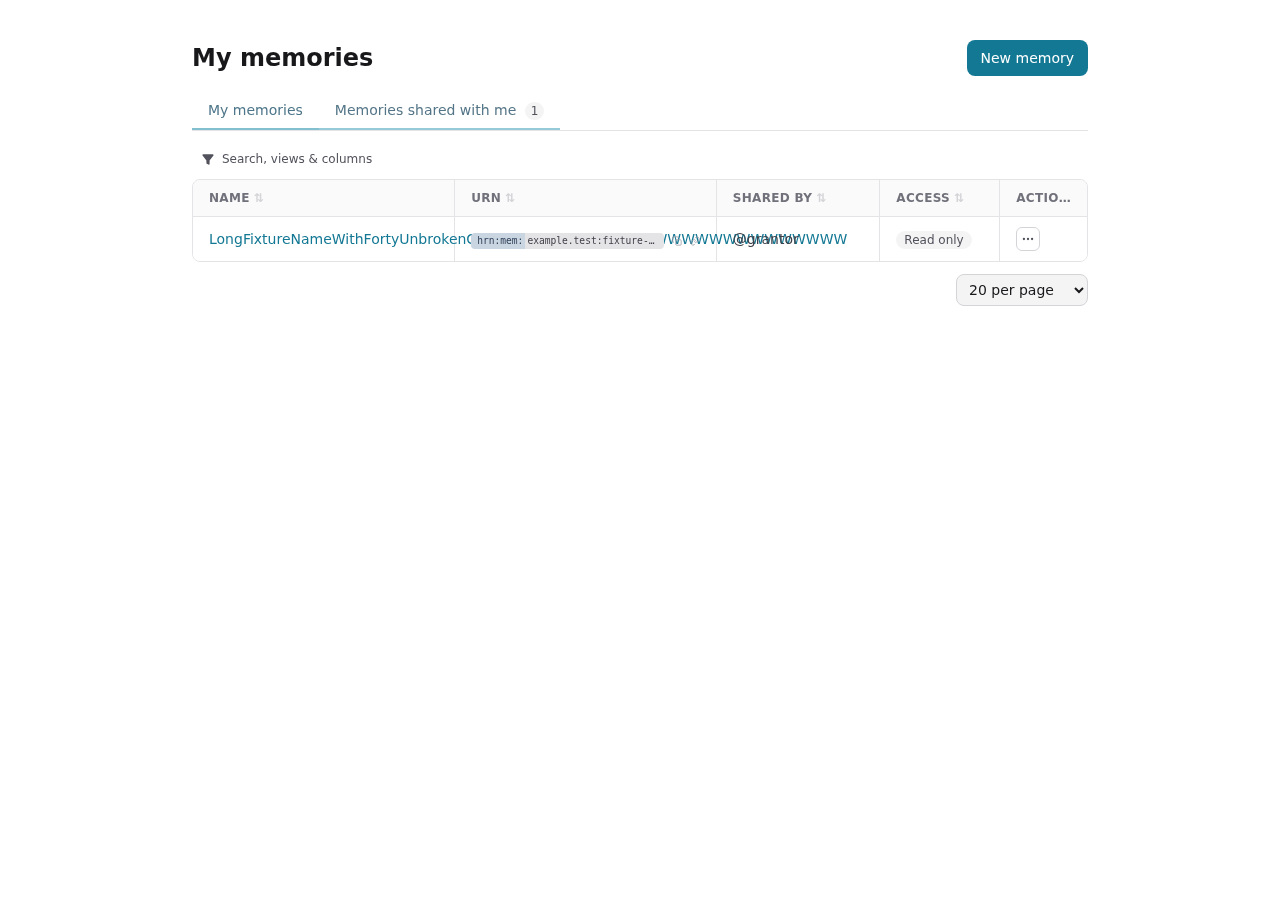 My memories
New memory
My memories
Memories shared with me 1
Search, views & columns
NAME URN SHARED BY ACCESS ACTIO…
hrn:mem: example.test:fixture-… @grantor Read only
20 per page